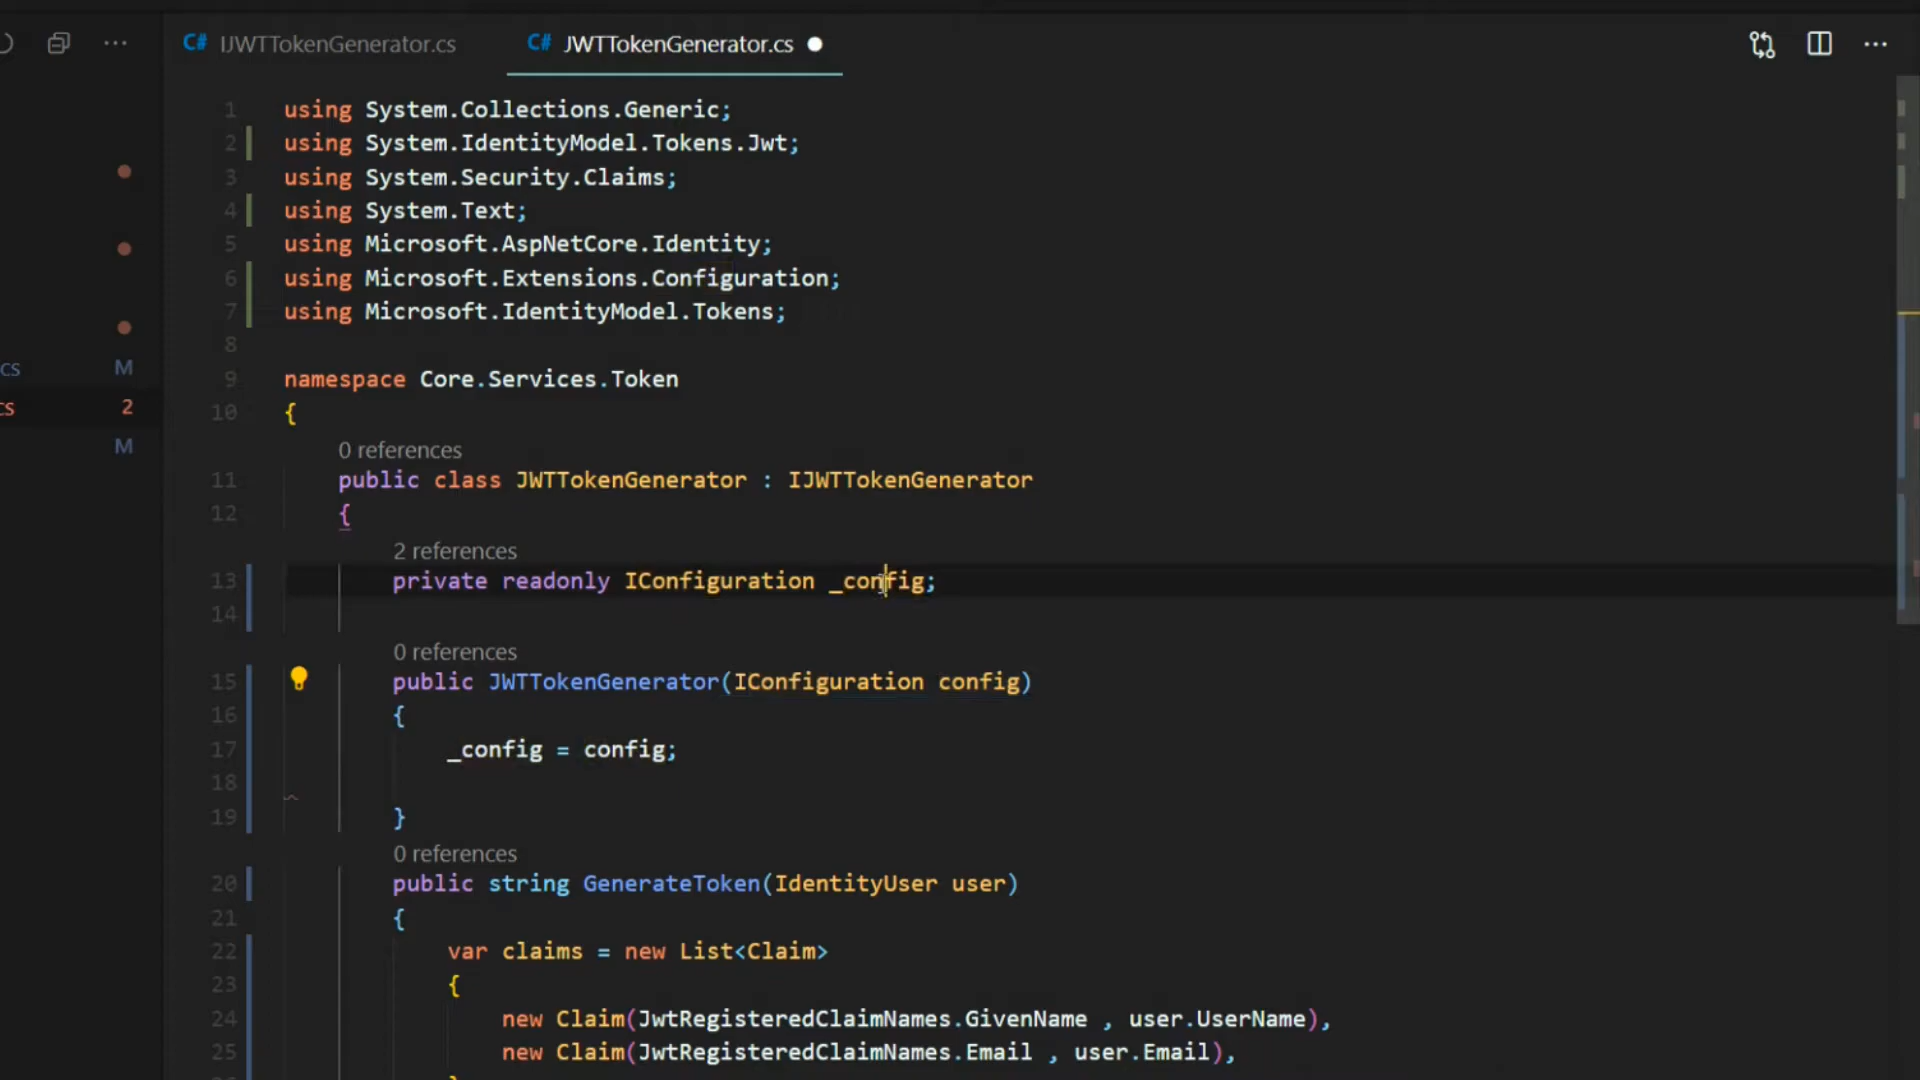 IJWTTokenGenerator.cs
JWTTokenGenerator.cs
1 using System.Collections.Generic;
2 using System.IdentityModel.Tokens.Jwt;
3 using System.Security.Claims;
4 using System.Text;
5 using Microsoft.AspNetCore.Identity;
6 using Microsoft.Extensions.Configuration;
7 using Microsoft.IdentityModel.Tokens;
8
cs M
9 namespace Core.Services.Token
cs 2
10 {
M
0 references
11 public class JWTTokenGenerator : IJWTTokenGenerator
12 {
2 references
13 private readonly IConfiguration _config;
14
0 references
15 public JWTTokenGenerator(IConfiguration config)
16 {
17 _config = config;
18
19 }
0 references
20 public string GenerateToken(IdentityUser user)
21 {
22 var claims = new List<Claim>
23 {
24 new Claim(JwtRegisteredClaimNames.GivenName , user.UserName),
25 new Claim(JwtRegisteredClaimNames.Email , user.Email),